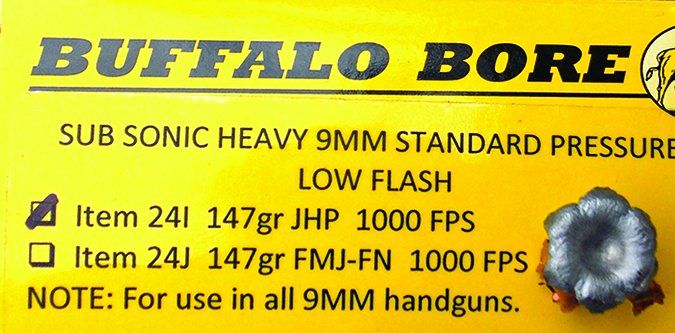 BUFFALO BORE
SUB SONIC HEAVY 9MM STANDARD PRESSURE
LOW FLASH
Item 24I 147gr JHP 1000 FPS
Item 24J 147gr FMJ-FN 1000 FPS
NOTE: For use in all 9MM handguns.